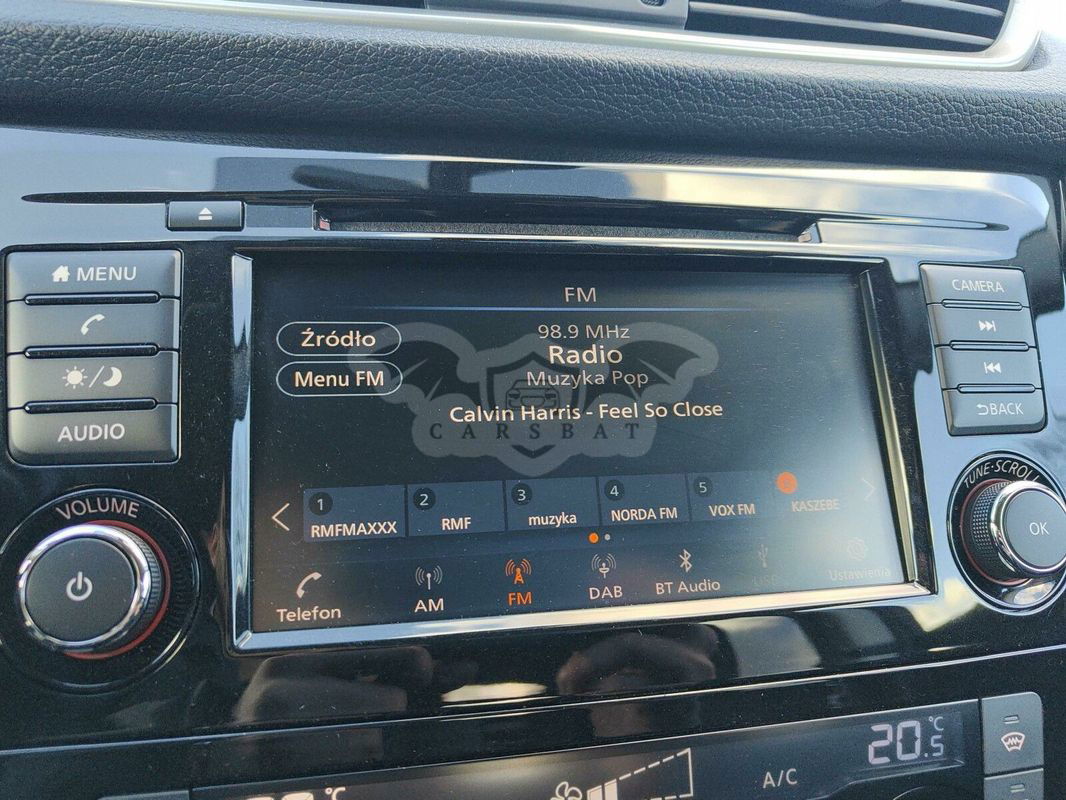 MENU
AUDIO
VOLUME
FM
Źródło
98.9 MHz
Radio
Menu FM
Muzyka Pop
Calvin Harris - Feel So Close
CARSBAT
1
RMFMAXXX
2
RMF
3
muzyka
4
NORDA FM
5
VOX FM
KASZEBE
Telefon
AM
FM
DAB
BT Audio
USB
Ustawienia
CAMERA
BACK
TUNE·SCROLL
OK
A/C
20.5 °C